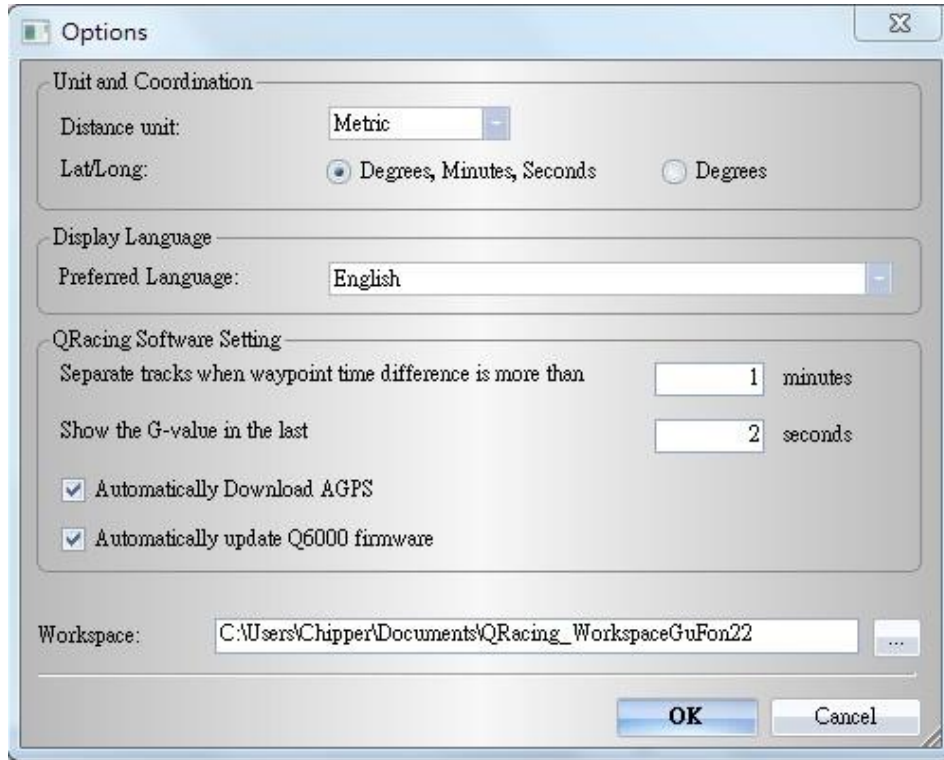 Options
Unit and Coordination
Distance unit: Metric
Lat/Long: Degrees, Minutes, Seconds Degrees
Display Language
Preferred Language: English
QRacing Software Setting
Separate tracks when waypoint time difference is more than 1 minutes
Show the G-value in the last 2 seconds
Automatically Download AGPS
Automatically update Q6000 firmware
Workspace: C:\Users\Chipper\Documents\QRacing_WorkspaceGuFon22 ...
OK Cancel